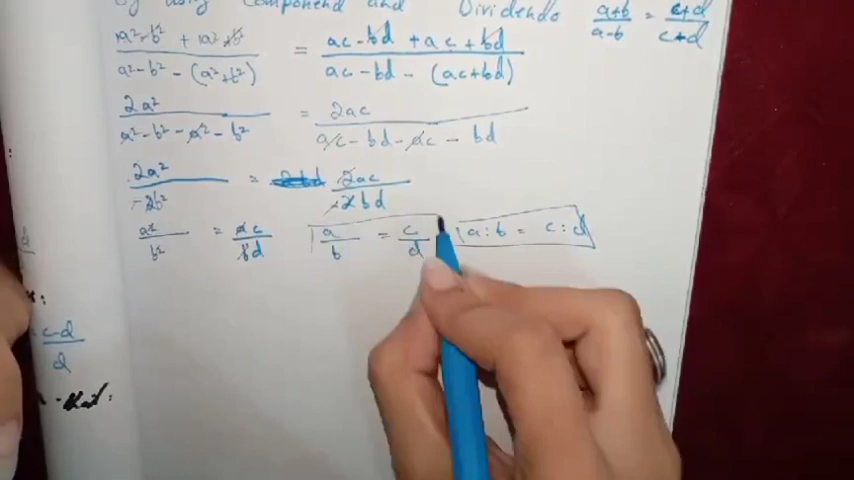 by using Componend and Dividendo a+b/a-b = c+d/c+d
a²-b²+a²+b²/a²-b²-(a²+b²) = ac-bd+ac+bd/ac-bd-(ac+bd)
2a²/a²-b²-a²-b² = 2ac/ac-bd-ac-bd
2a²/-2b² = 2ac/-2bd
a²/b² = ac/bd a/b = c/d a:b = c:d
c-d/d